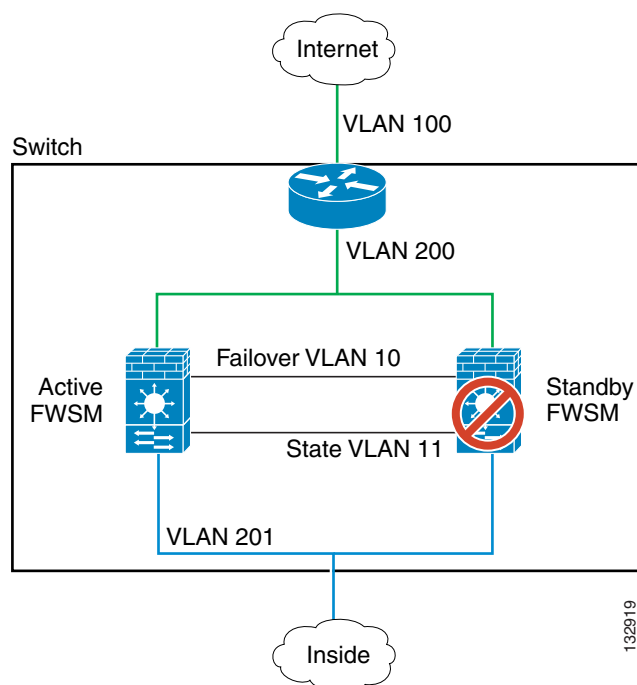 Internet
VLAN 100
Switch
VLAN 200
Failover VLAN 10
Active
FWSM
Standby
FWSM
State VLAN 11
VLAN 201
Inside
132919